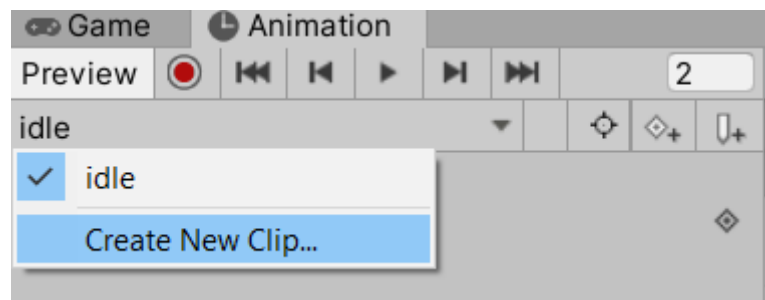 Game Animation
Preview 2
idle
idle
Create New Clip...